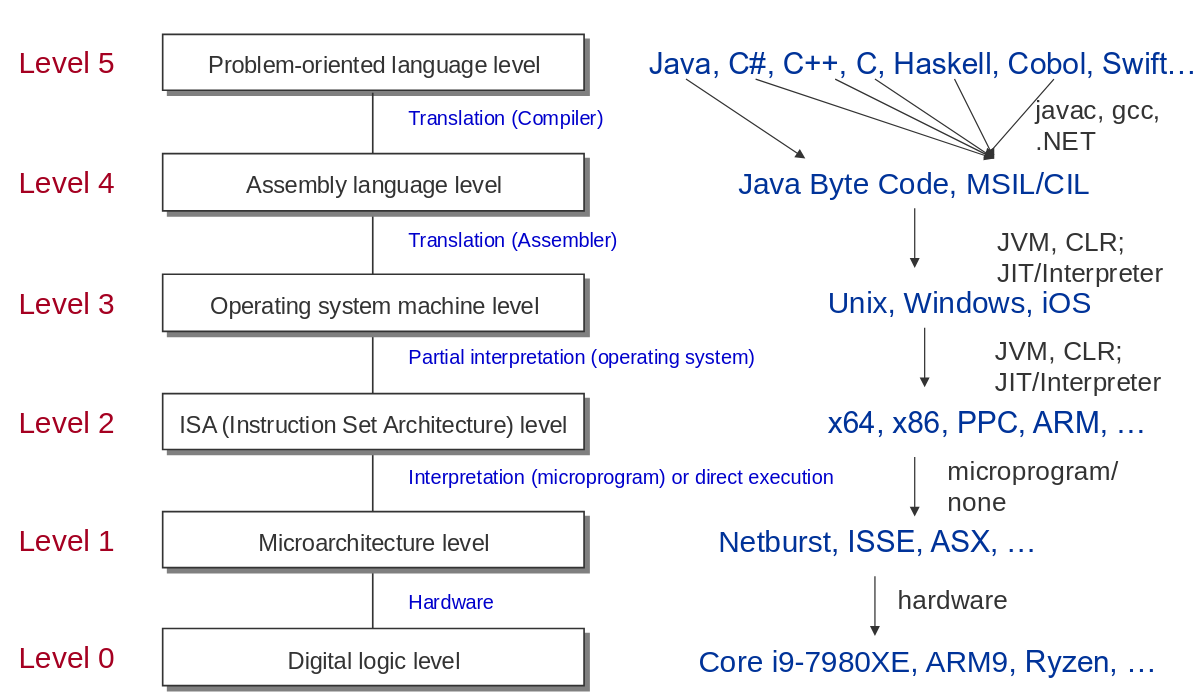 Level 5
Problem-oriented language level
Java, C#, C++, C, Haskell, Cobol, Swift…
Translation (Compiler)
javac, gcc,
.NET
Level 4
Assembly language level
Java Byte Code, MSIL/CIL
Translation (Assembler)
JVM, CLR;
JIT/Interpreter
Level 3
Operating system machine level
Unix, Windows, iOS
Partial interpretation (operating system)
JVM, CLR;
JIT/Interpreter
Level 2
ISA (Instruction Set Architecture) level
x64, x86, PPC, ARM, …
Interpretation (microprogram) or direct execution
microprogram/
none
Level 1
Microarchitecture level
Netburst, ISSE, ASX, …
Hardware
hardware
Level 0
Digital logic level
Core i9-7980XE, ARM9, Ryzen, …